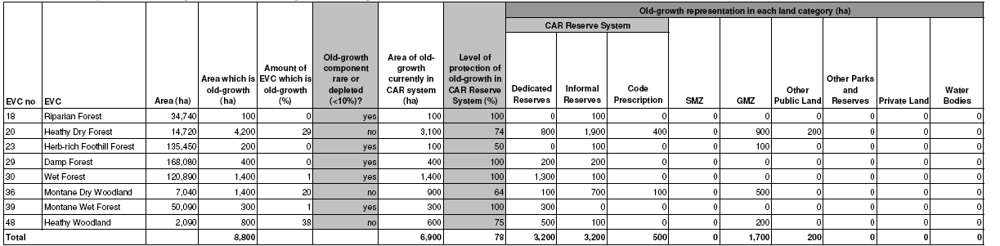 Old-growth representation in each land category (ha)
CAR Reserve System
EVC no EVC Area (ha) Area which is old-growth (ha) Amount of EVC which is old-growth (%) Old-growth component rare or depleted (<10%)? Area of old-growth currently in CAR system (ha) Level of protection of old-growth in CAR Reserve System (%) Dedicated Reserves Informal Reserves Code Prescription SMZ GMZ Other Public Land Other Parks and Reserves Private Land Water Bodies
18 Riparian Forest 34,740 100 0 yes 100 100 0 100 0 0 0 0 0 0 0
20 Heathy Dry Forest 14,720 4,200 29 no 3,100 74 800 1,900 400 0 900 200 0 0 0
23 Herb-rich Foothill Forest 135,450 200 0 yes 100 50 0 100 0 0 100 0 0 0 0
29 Damp Forest 168,080 400 0 yes 400 100 200 200 0 0 0 0 0 0 0
30 Wet Forest 120,890 1,400 1 yes 1,400 100 1,300 100 0 0 0 0 0 0 0
36 Montane Dry Woodland 7,040 1,400 20 no 900 64 100 700 100 0 500 0 0 0 0
39 Montane Wet Forest 50,090 300 1 yes 300 100 300 0 0 0 0 0 0 0 0
48 Heathy Woodland 2,090 800 38 no 600 75 500 100 0 0 200 0 0 0 0
Total 8,800 6,900 78 3,200 3,200 500 0 1,700 200 0 0 0